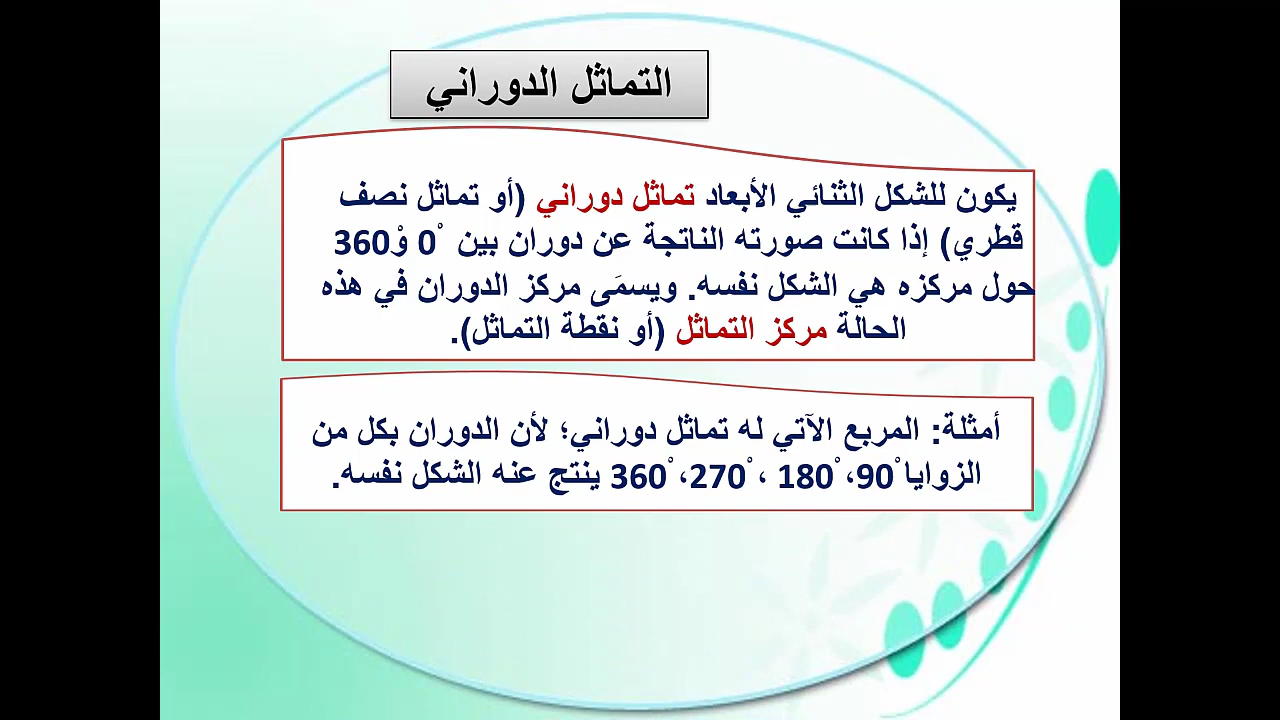 التماثل الدوراني
يكون للشكل الثنائي الأبعاد تماثل دوراني (أو تماثل نصف
قطري) إذا كانت صورته الناتجة عن دوران بين 0ْ و360ْ
حول مركزه هي الشكل نفسه. ويسمَى مركز الدوران في هذه
الحالة مركز التماثل (أو نقطة التماثل).
أمثلة: المربع الآتي له تماثل دوراني؛ لأن الدوران بكل من
الزوايا 90ْ، 180ْ ، 270ْ، 360ْ ينتج عنه الشكل نفسه.